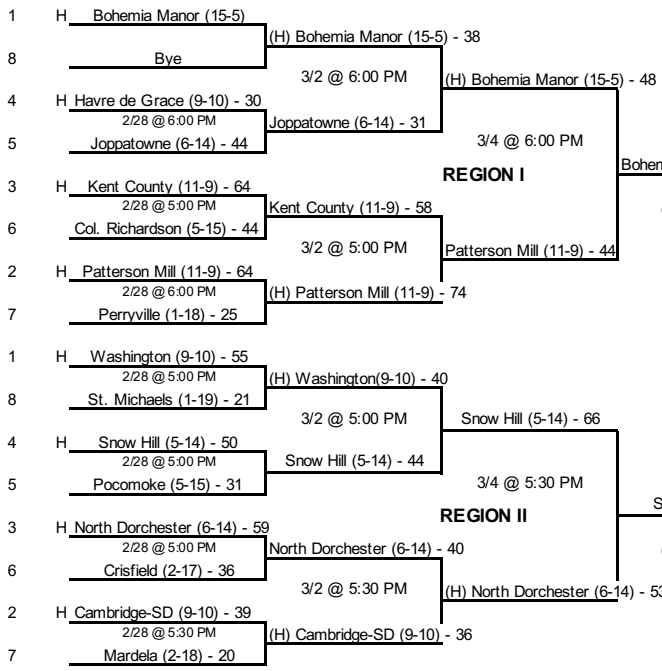 1 H Bohemia Manor (15-5)
(H) Bohemia Manor (15-5) - 38
8 Bye
3/2 @ 6:00 PM
(H) Bohemia Manor (15-5) - 48
4 H Havre de Grace (9-10) - 30
2/28 @ 6:00 PM
Joppatowne (6-14) - 31
5 Joppatowne (6-14) - 44
3/4 @ 6:00 PM
REGION I
3 H Kent County (11-9) - 64
2/28 @ 5:00 PM
Kent County (11-9) - 58
6 Col. Richardson (5-15) - 44
3/2 @ 5:00 PM
Patterson Mill (11-9) - 44
2 H Patterson Mill (11-9) - 64
2/28 @ 6:00 PM
(H) Patterson Mill (11-9) - 74
7 Perryville (1-18) - 25
1 H Washington (9-10) - 55
2/28 @ 5:00 PM
(H) Washington(9-10) - 40
8 St. Michaels (1-19) - 21
3/2 @ 5:00 PM
Snow Hill (5-14) - 66
4 H Snow Hill (5-14) - 50
2/28 @ 5:00 PM
Snow Hill (5-14) - 44
5 Pocomoke (5-15) - 31
3/4 @ 5:30 PM
REGION II
3 H North Dorchester (6-14) - 59
2/28 @ 5:00 PM
North Dorchester (6-14) - 40
6 Crisfield (2-17) - 36
3/2 @ 5:30 PM
(H) North Dorchester (6-14) - 53
2 H Cambridge-SD (9-10) - 39
2/28 @ 5:30 PM
(H) Cambridge-SD (9-10) - 36
7 Mardela (2-18) - 20